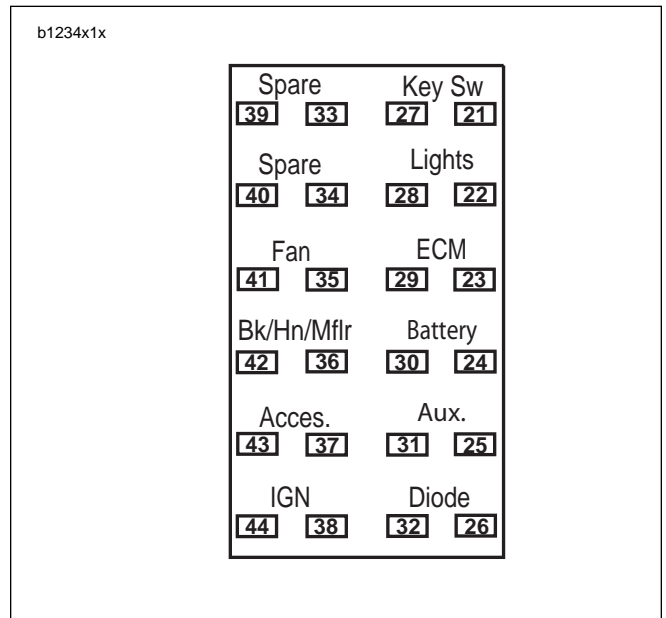 b1234x1x
Spare Key Sw
39 33 27 21
Spare Lights
40 34 28 22
Fan ECM
41 35 29 23
Bk/Hn/Mflr Battery
42 36 30 24
Acces. Aux.
43 37 31 25
IGN Diode
44 38 32 26